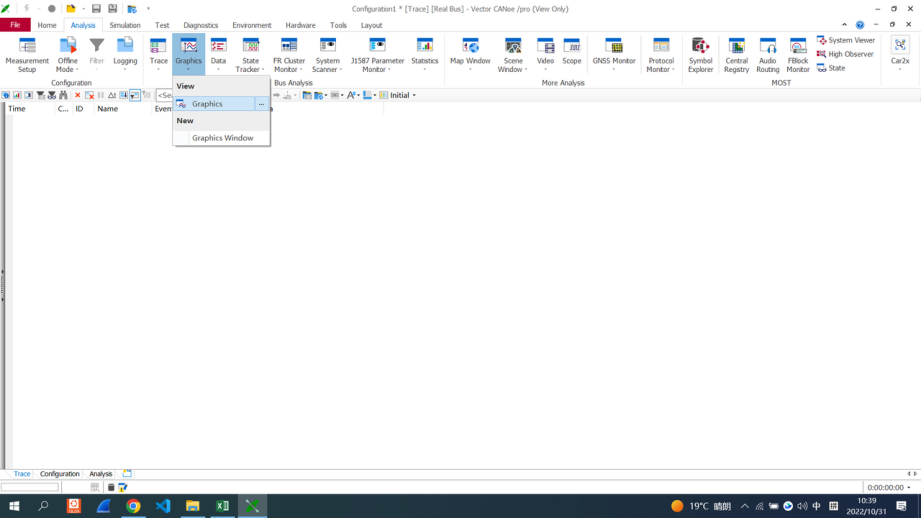 Configuration1 * [Trace] [Real Bus] - Vector CANoe /pro (View Only)
File Home Analysis Simulation Test Diagnostics Environment Hardware Tools Layout
Measurement Setup
Offline Mode
Filter
Logging
Trace
Graphics
Data
State Tracker
FR Cluster Monitor
System Scanner
J1587 Parameter Monitor
Statistics
Map Window
Scene Window
Video
Scope
GNSS Monitor
Protocol Monitor
Symbol Explorer
Central Registry
Audio Routing
FBlock Monitor
System Viewer
High Observer
State
Car2x
Configuration
Bus Analysis
More Analysis
MOST
View
Graphics ...
New
Graphics Window
Initial
Time C... ID Name
Trace Configuration Analysis
0:00:00:00
19°C 晴朗
中
拼
10:39
2022/10/31